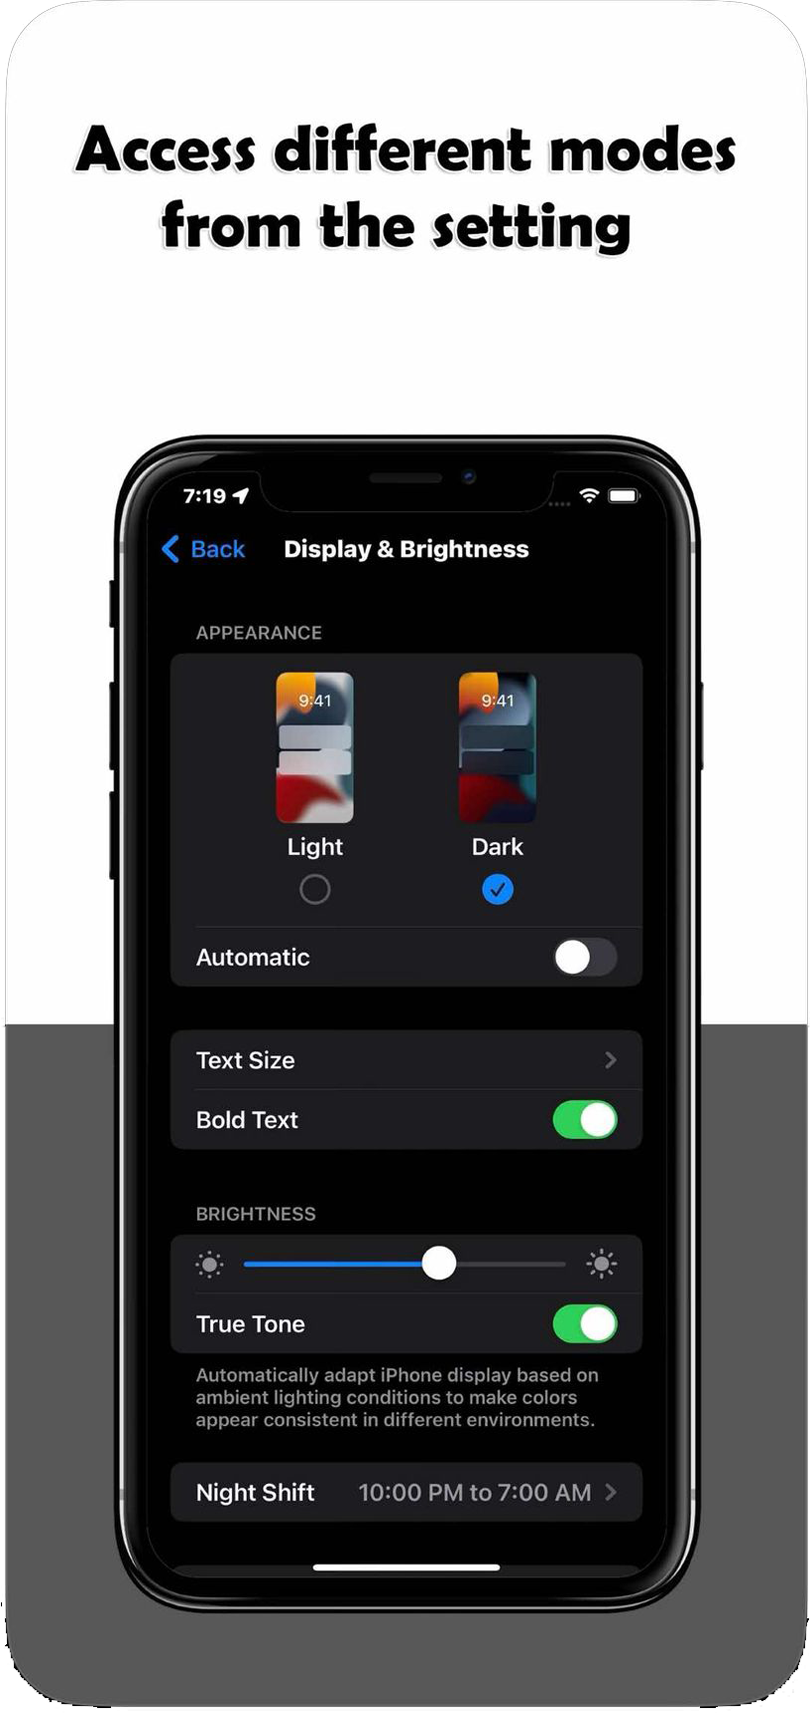 Access different modes
from the setting
7:19
Back Display & Brightness
APPEARANCE
9:41 9:41
Light Dark
Automatic
Text Size
Bold Text
BRIGHTNESS
True Tone
Automatically adapt iPhone display based on
ambient lighting conditions to make colors
appear consistent in different environments.
Night Shift 10:00 PM to 7:00 AM